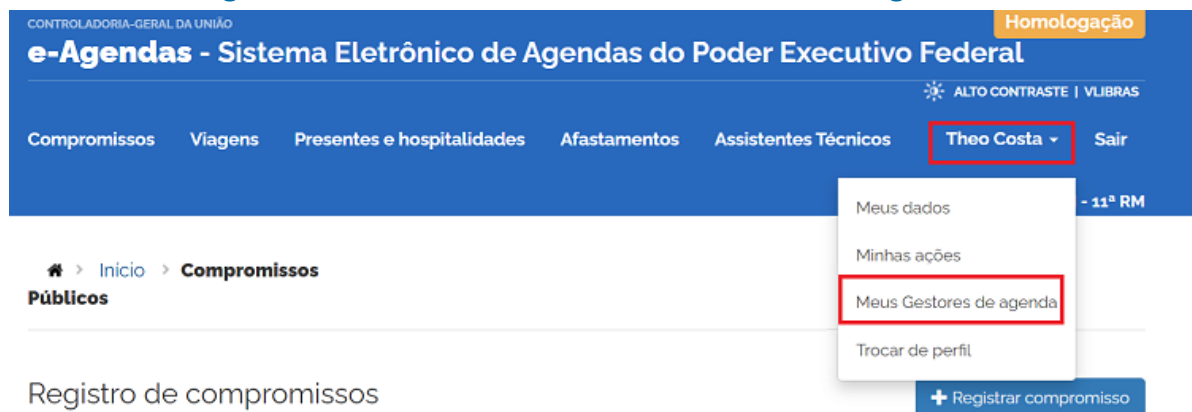 CONTROLADORIA-GERAL DA UNIÃO
Homologação
e-Agendas - Sistema Eletrônico de Agendas do Poder Executivo Federal
ALTO CONTRASTE | VLIBRAS
Compromissos Viagens Presentes e hospitalidades Afastamentos Assistentes Técnicos Theo Costa Sair
- 11ª RM
Meus dados
Minhas ações
Meus Gestores de agenda
Trocar de perfil
> Início > Compromissos
Públicos
Registro de compromissos
+ Registrar compromisso